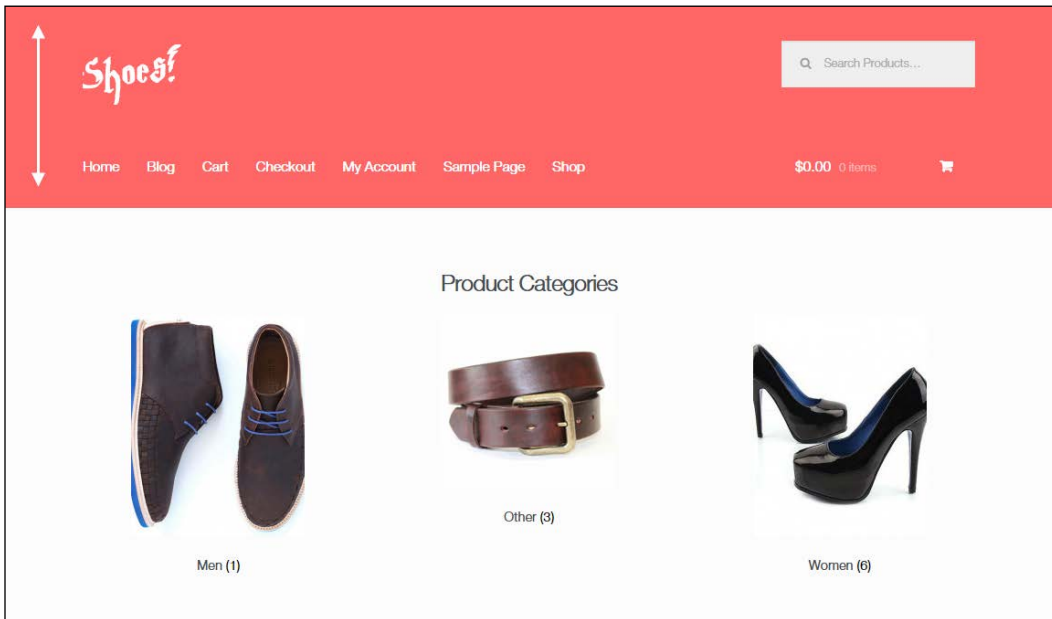 Shoes!
Search Products...
Home Blog Cart Checkout My Account Sample Page Shop
$0.00 0 items
Product Categories
Men (1)
Other (3)
Women (6)